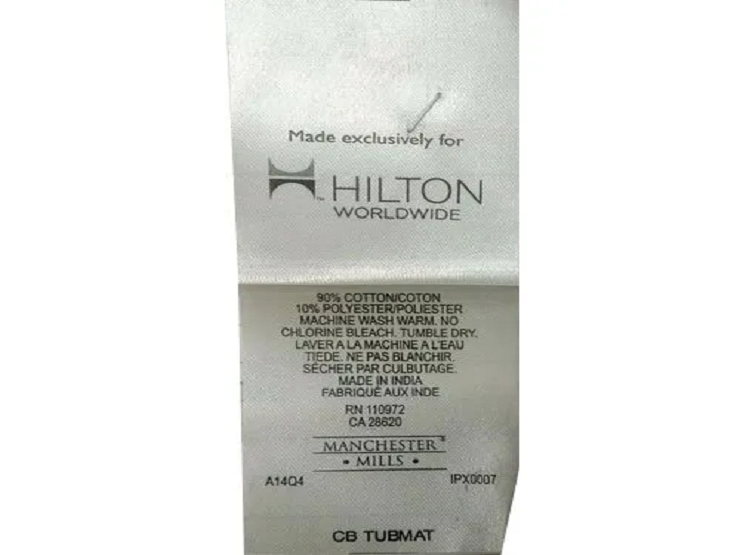 Made exclusively for
HILTON
WORLDWIDE
90% COTTON/COTON
10% POLYESTER/POLIESTER
MACHINE WASH WARM. NO
CHLORINE BLEACH. TUMBLE DRY.
LAVER A LA MACHINE A L'EAU
TIEDE. NE PAS BLANCHIR.
SÉCHER PAR CULBUTAGE.
MADE IN INDIA
FABRIQUÉ AUX INDE
RN 110972
CA 28620
MANCHESTER®
• MILLS •
A14Q4 IPX0007
CB TUBMAT